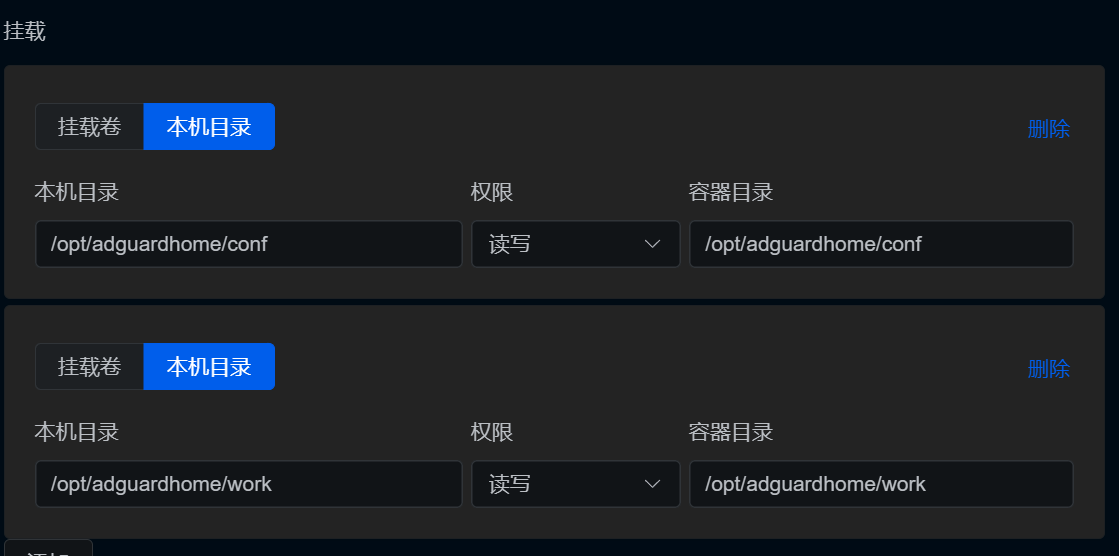 挂载
挂载卷 本机目录 删除
本机目录 权限 容器目录
/opt/adguardhome/conf 读写 /opt/adguardhome/conf
挂载卷 本机目录 删除
本机目录 权限 容器目录
/opt/adguardhome/work 读写 /opt/adguardhome/work